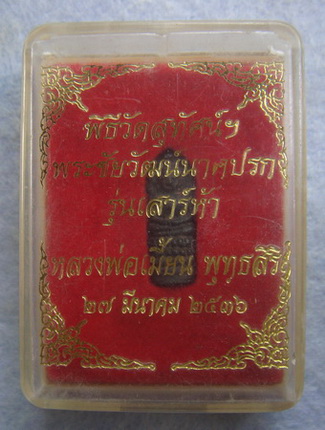 พิธีวัดสุทัศน์ฯ
พระชัยวัฒน์นาคปรก
รุ่นเสาร์ห้า
หลวงพ่อเมี้ยน พุทธสิริ
๒๗ มีนาคม ๒๕๓๖